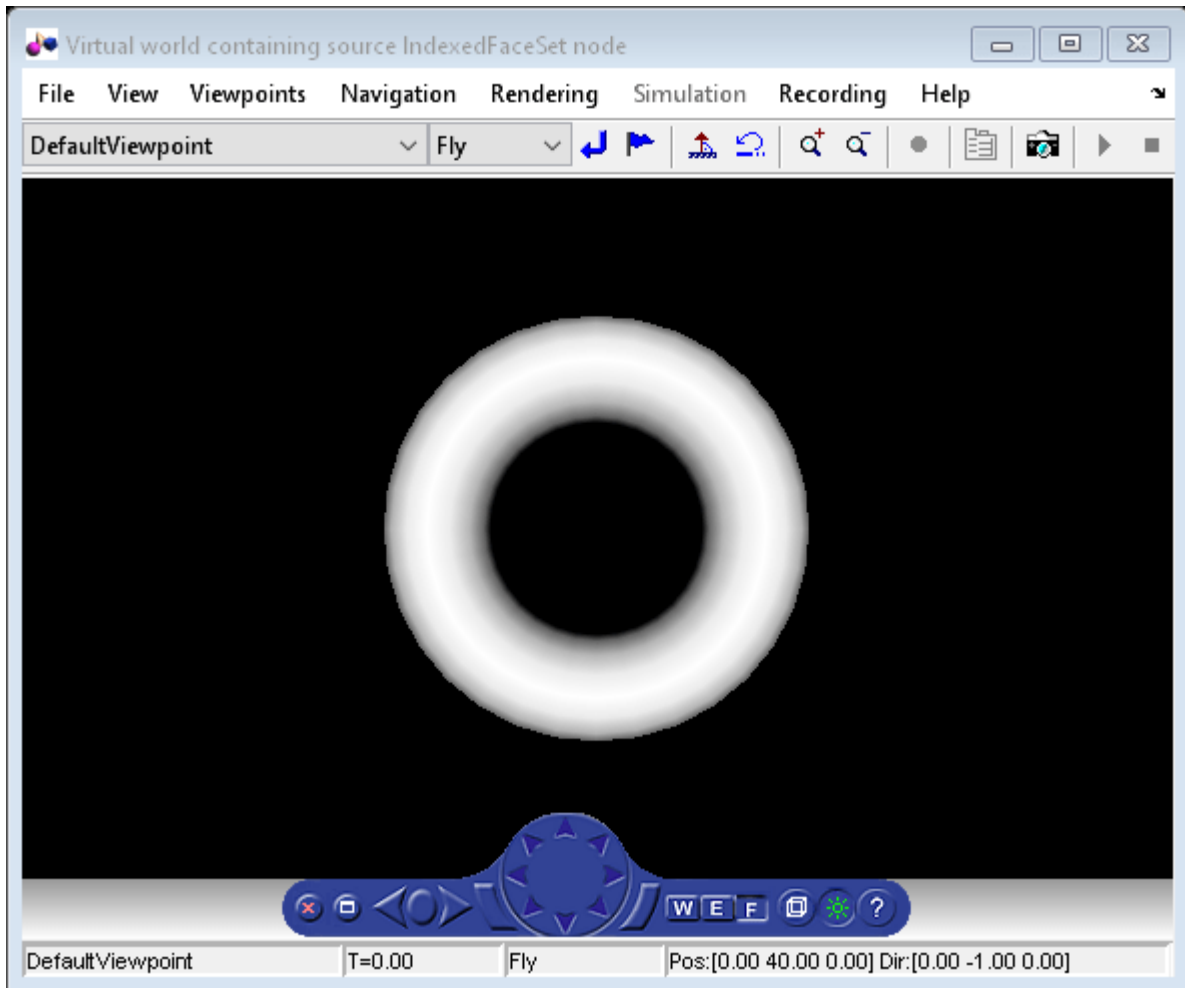 Virtual world containing source IndexedFaceSet node
File View Viewpoints Navigation Rendering Simulation Recording Help
DefaultViewpoint Fly
W E F ?
DefaultViewpoint T=0.00 Fly Pos:[0.00 40.00 0.00] Dir:[0.00 -1.00 0.00]